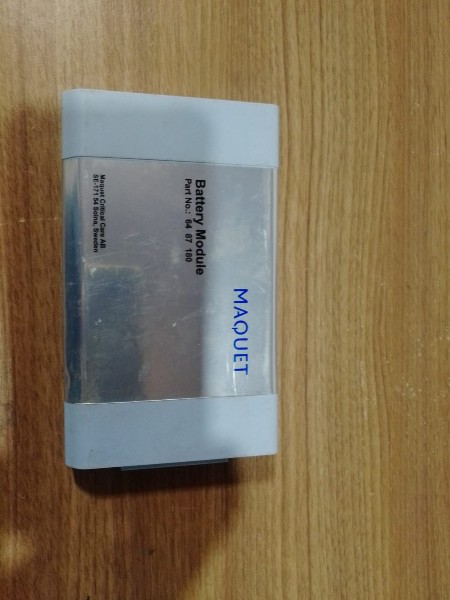 MAQUET
Battery Module
Part No.: 64 87 180
Maquet Critical Care AB
SE-171 54 Solna, Sweden